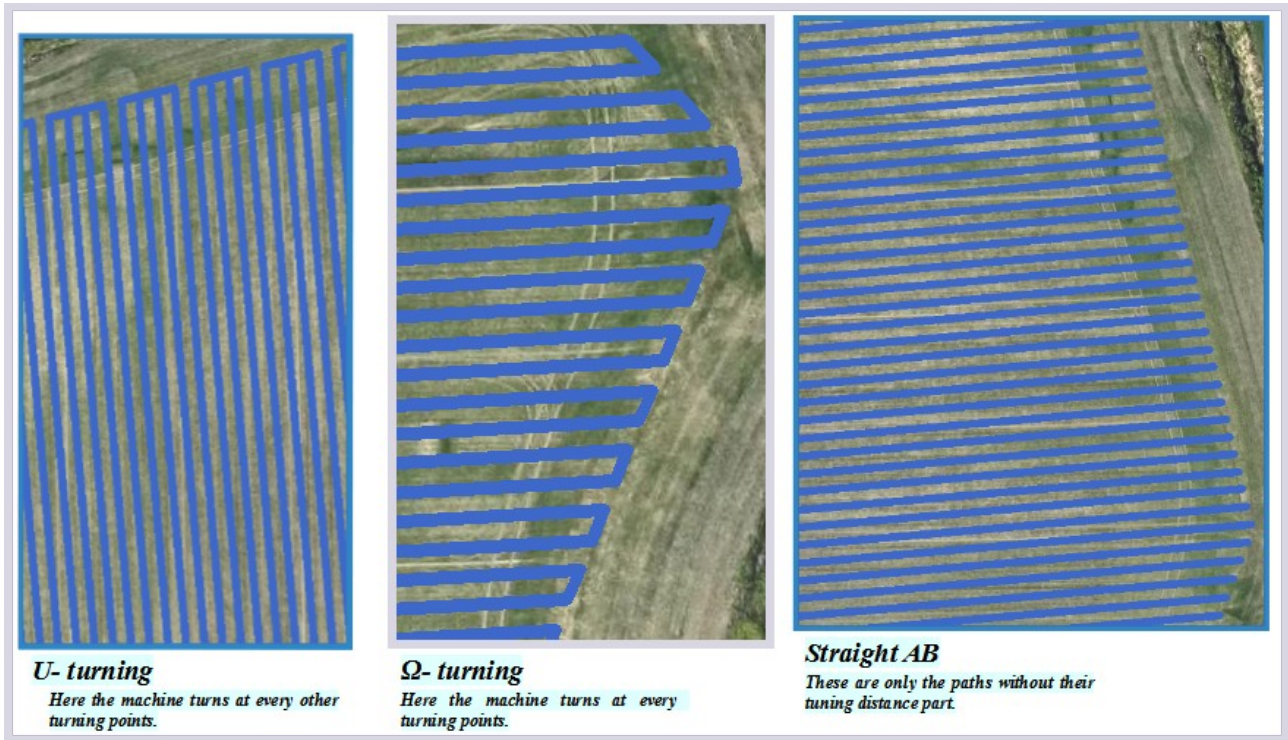 U- turning
Here the machine turns at every other
turning points.
Ω- turning
Here the machine turns at every
turning points.
Straight AB
These are only the paths without their
tuning distance part.